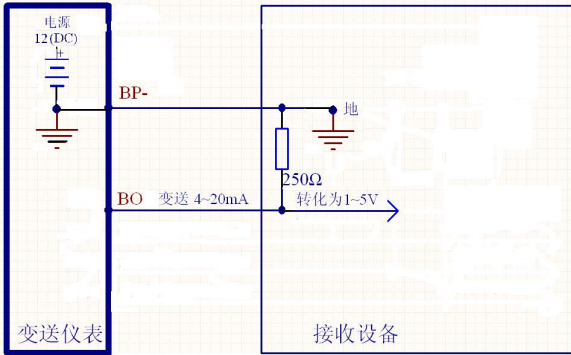 电源
12(DC)
+
BP-
地
250Ω
BO 变送 4~20mA 转化为1~5V
变送仪表 接收设备